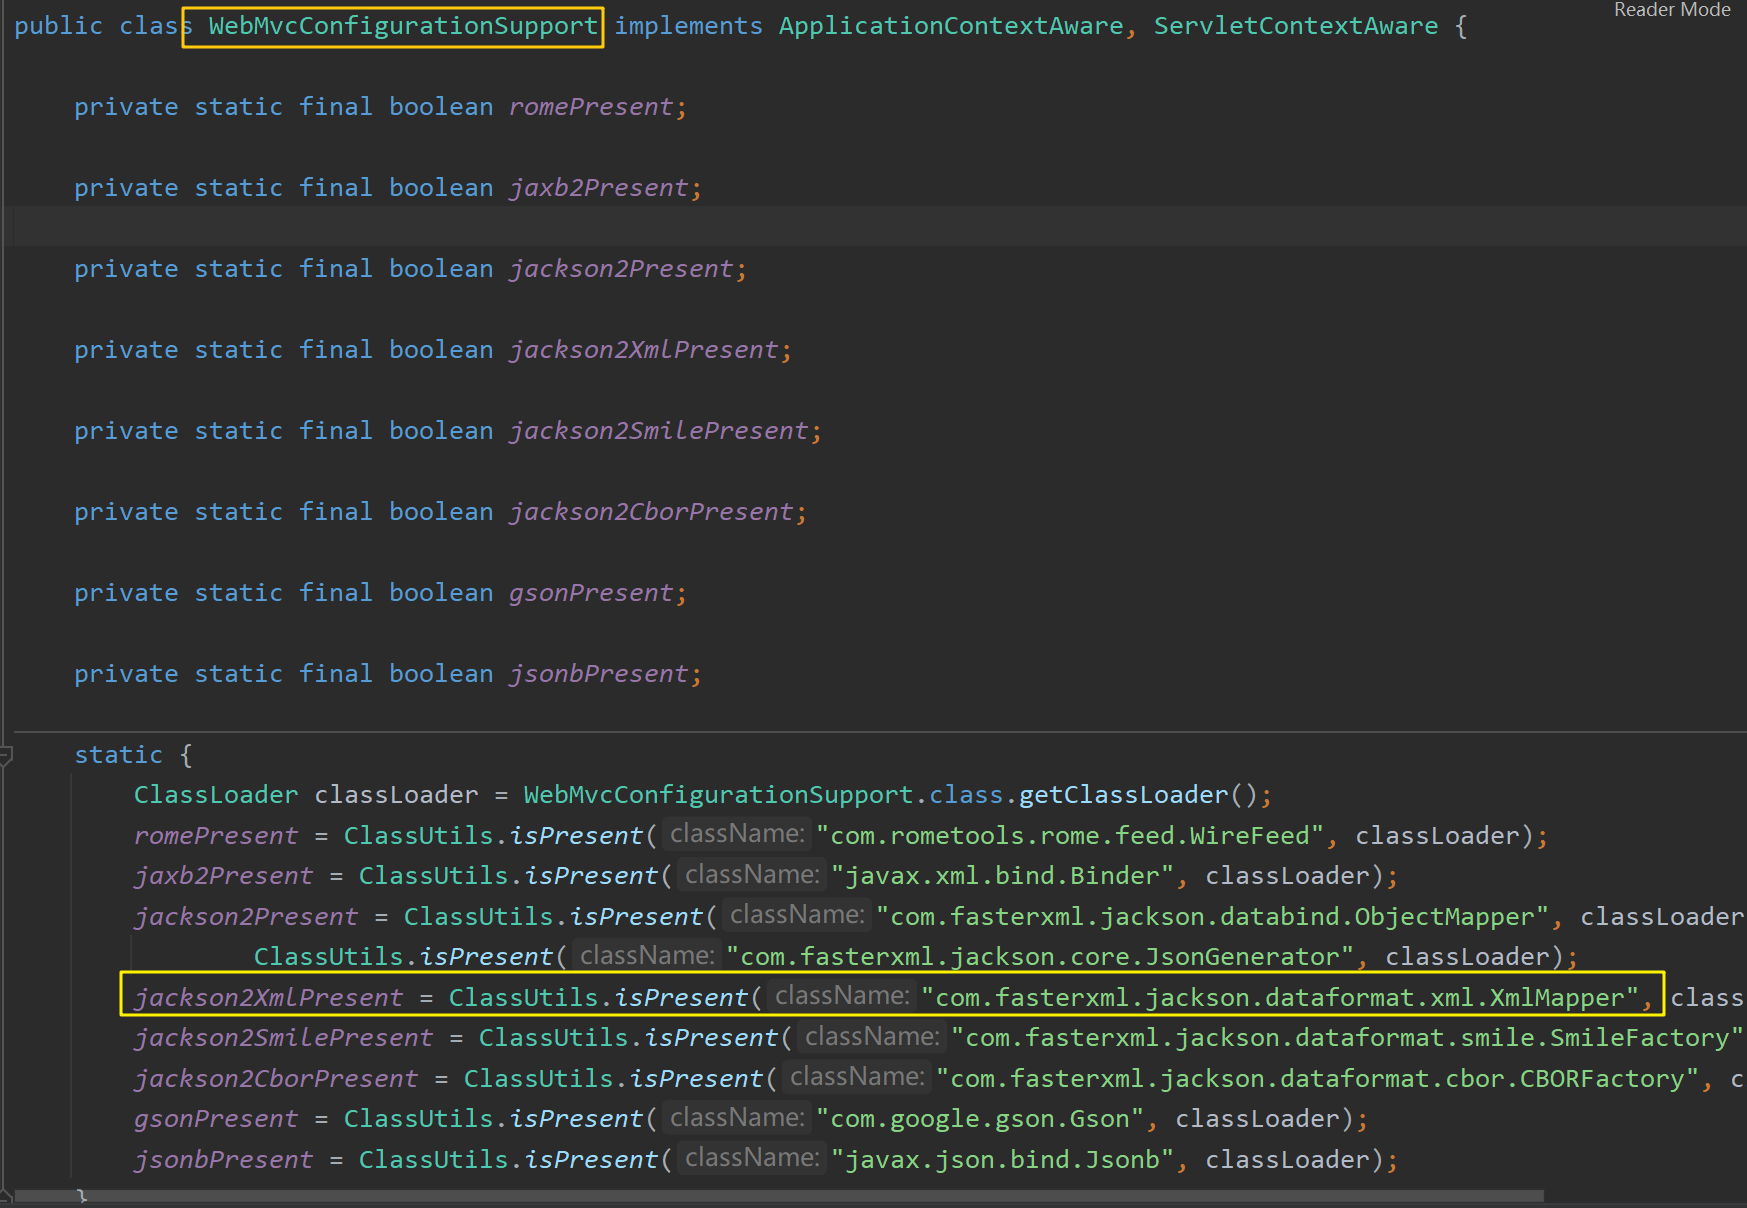 Reader Mode
public class WebMvcConfigurationSupport implements ApplicationContextAware, ServletContextAware {
private static final boolean romePresent;
private static final boolean jaxb2Present;
private static final boolean jackson2Present;
private static final boolean jackson2XmlPresent;
private static final boolean jackson2SmilePresent;
private static final boolean jackson2CborPresent;
private static final boolean gsonPresent;
private static final boolean jsonbPresent;
static {
ClassLoader classLoader = WebMvcConfigurationSupport.class.getClassLoader();
romePresent = ClassUtils.isPresent( className: "com.rometools.rome.feed.WireFeed", classLoader);
jaxb2Present = ClassUtils.isPresent( className: "javax.xml.bind.Binder", classLoader);
jackson2Present = ClassUtils.isPresent( className: "com.fasterxml.jackson.databind.ObjectMapper", classLoader
ClassUtils.isPresent( className: "com.fasterxml.jackson.core.JsonGenerator", classLoader);
jackson2XmlPresent = ClassUtils.isPresent( className: "com.fasterxml.jackson.dataformat.xml.XmlMapper", class
jackson2SmilePresent = ClassUtils.isPresent( className: "com.fasterxml.jackson.dataformat.smile.SmileFactory"
jackson2CborPresent = ClassUtils.isPresent( className: "com.fasterxml.jackson.dataformat.cbor.CBORFactory", c
gsonPresent = ClassUtils.isPresent( className: "com.google.gson.Gson", classLoader);
jsonbPresent = ClassUtils.isPresent( className: "javax.json.bind.Jsonb", classLoader);
}